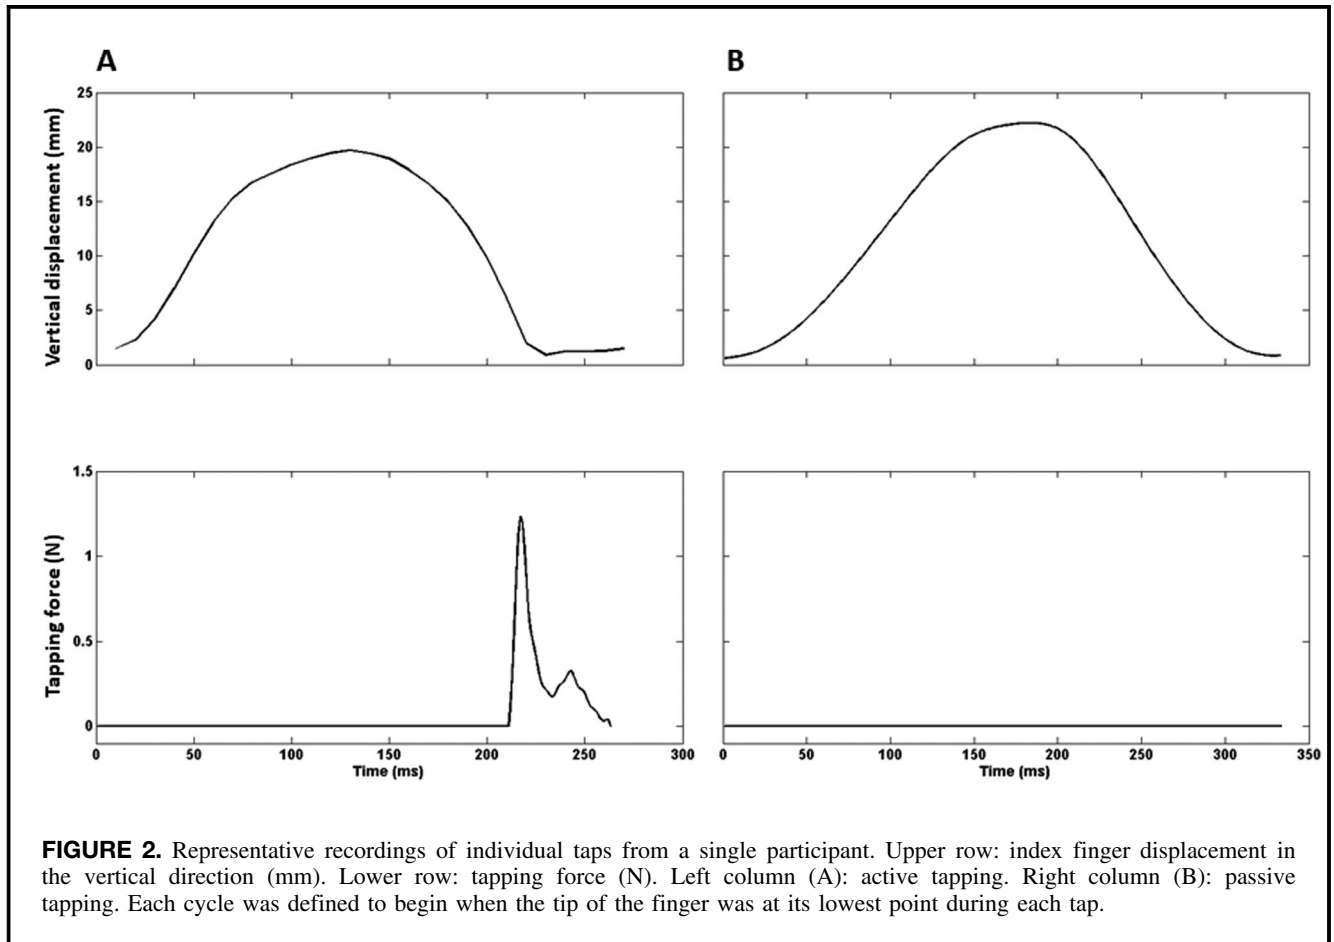 A
B
Vertical displacement (mm)
25
20
15
10
5
0
Tapping force (N)
1.5
1
0.5
0
0 50 100 150 200 250 300
Time (ms)
0 50 100 150 200 250 300 350
Time (ms)
FIGURE 2. Representative recordings of individual taps from a single participant. Upper row: index finger displacement in
the vertical direction (mm). Lower row: tapping force (N). Left column (A): active tapping. Right column (B): passive
tapping. Each cycle was defined to begin when the tip of the finger was at its lowest point during each tap.